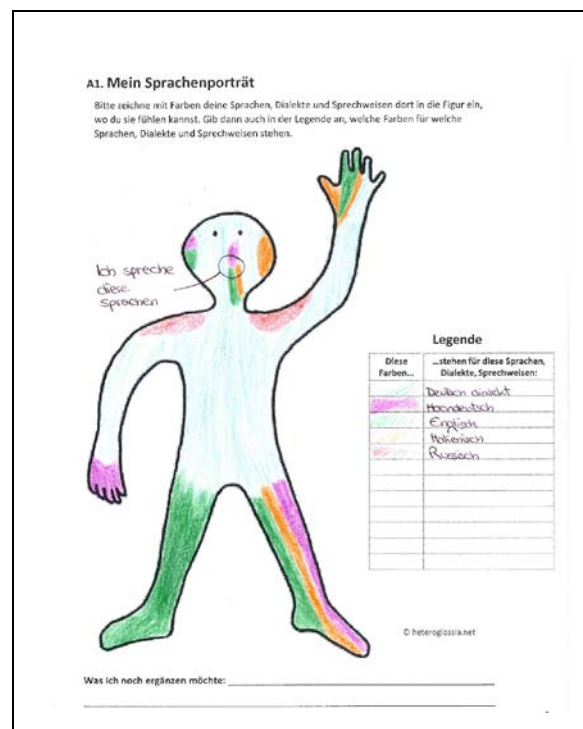 A1. Mein Sprachenporträt
Bitte zeichne mit Farben deine Sprachen, Dialekte und Sprechweisen dort in die Figur ein,
wo du sie fühlen kannst. Gib dann auch in der Legende an, welche Farben für welche
Sprachen, Dialekte und Sprechweisen stehen.
Ich spreche
diese
sprachen
Legende
Diese Farben...
...stehen für diese Sprachen, Dialekte, Sprechweisen:
Deutsch
Hochdeutsch
Englisch
Italienisch
Russisch
© heteroglossia.net
Was ich noch ergänzen möchte: